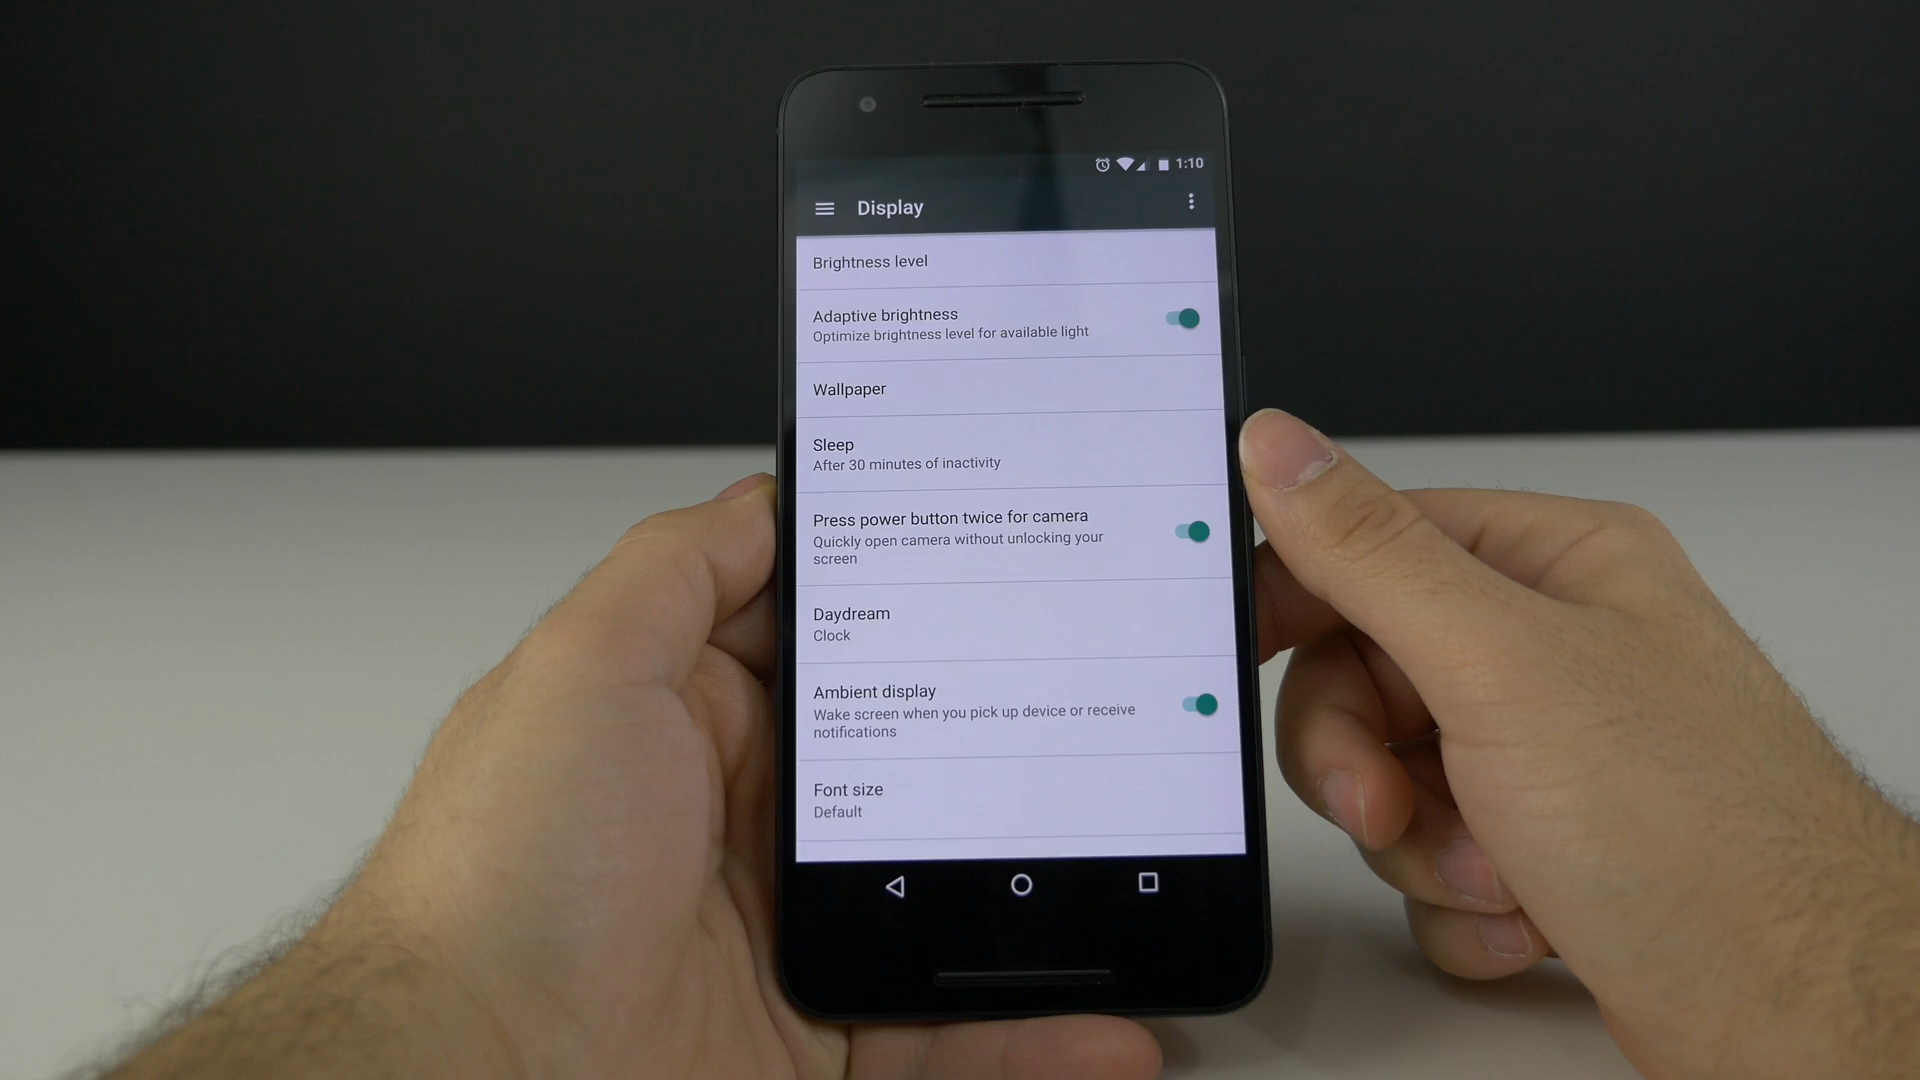 1:10
Display
Brightness level
Adaptive brightness
Optimize brightness level for available light
Wallpaper
Sleep
After 30 minutes of inactivity
Press power button twice for camera
Quickly open camera without unlocking your
screen
Daydream
Clock
Ambient display
Wake screen when you pick up device or receive
notifications
Font size
Default